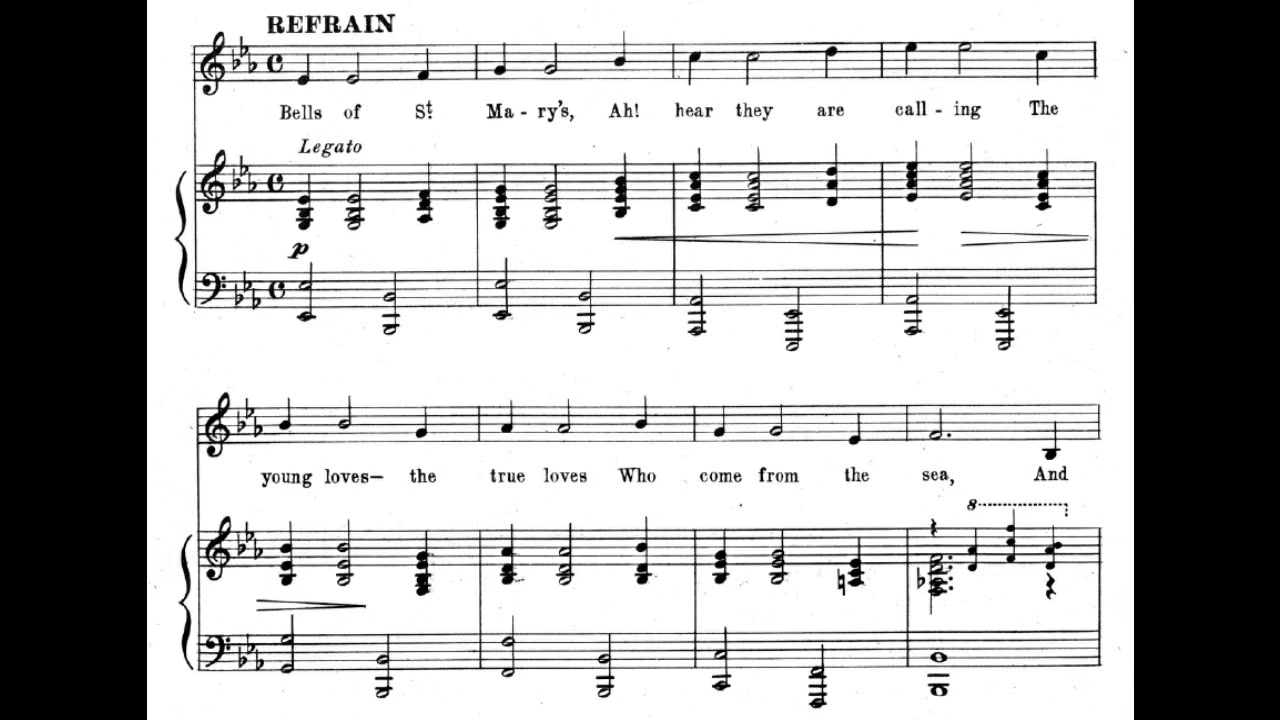 REFRAIN
Bells of St. Ma - ry's, Ah! hear they are call - ing The
Legato
p
young loves— the true loves Who come from the sea, And
8